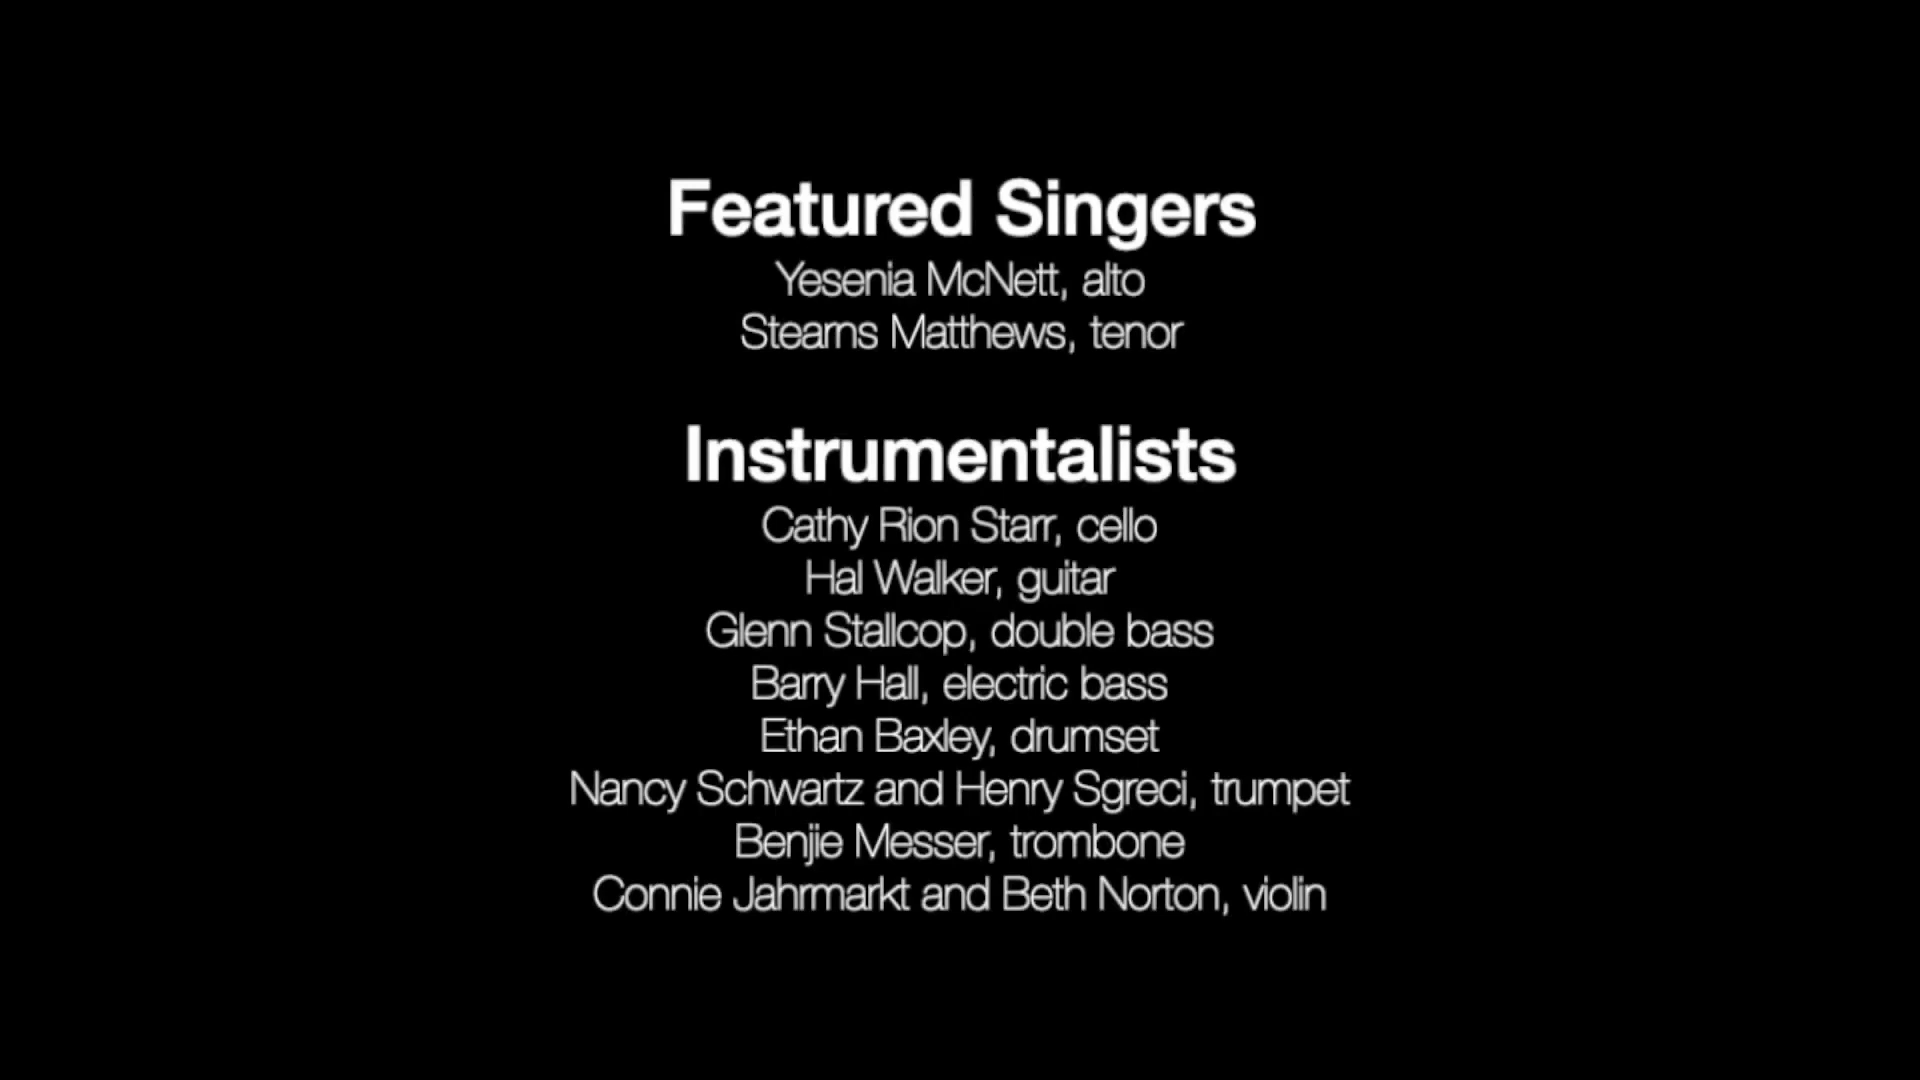 Featured Singers
Yesenia McNett, alto
Stearns Matthews, tenor
Instrumentalists
Cathy Rion Starr, cello
Hal Walker, guitar
Glenn Stallcop, double bass
Barry Hall, electric bass
Ethan Baxley, drumset
Nancy Schwartz and Henry Sgreci, trumpet
Benjie Messer, trombone
Connie Jahrmarkt and Beth Norton, violin